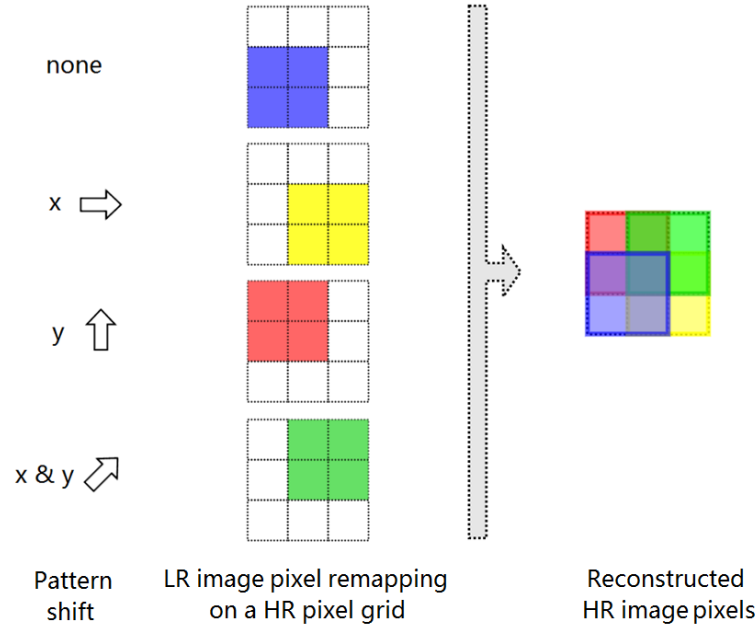 none
x
y
x & y
Pattern
shift
LR image pixel remapping
on a HR pixel grid
Reconstructed
HR image pixels